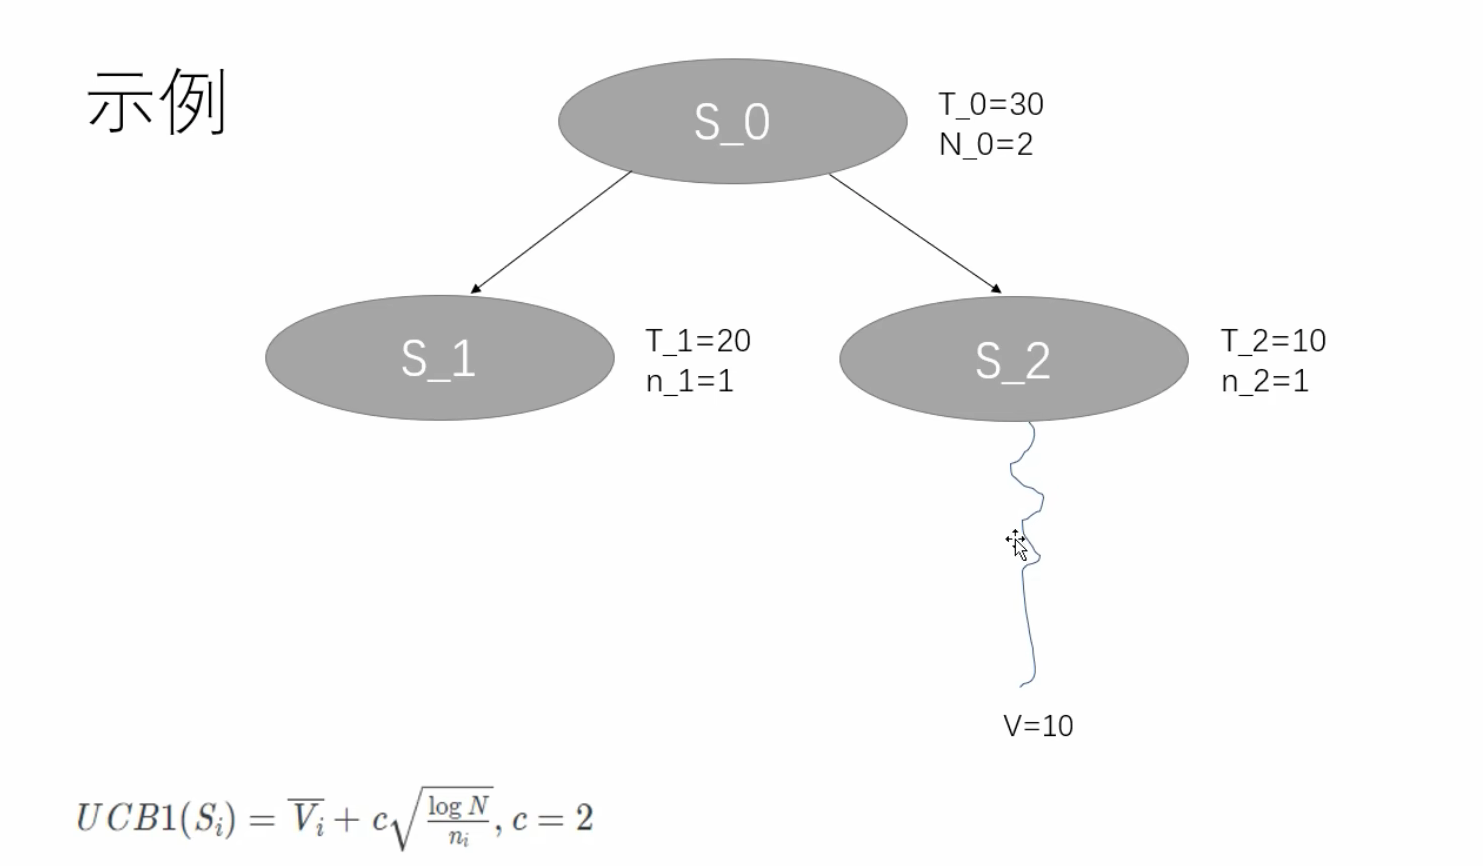 示例
S_0
T_0=30
N_0=2
S_1
T_1=20
n_1=1
S_2
T_2=10
n_2=1
V=10
$UCB1(S_i) = \overline{V_i} + c\sqrt{\frac{\log N}{n_i}}, c = 2$